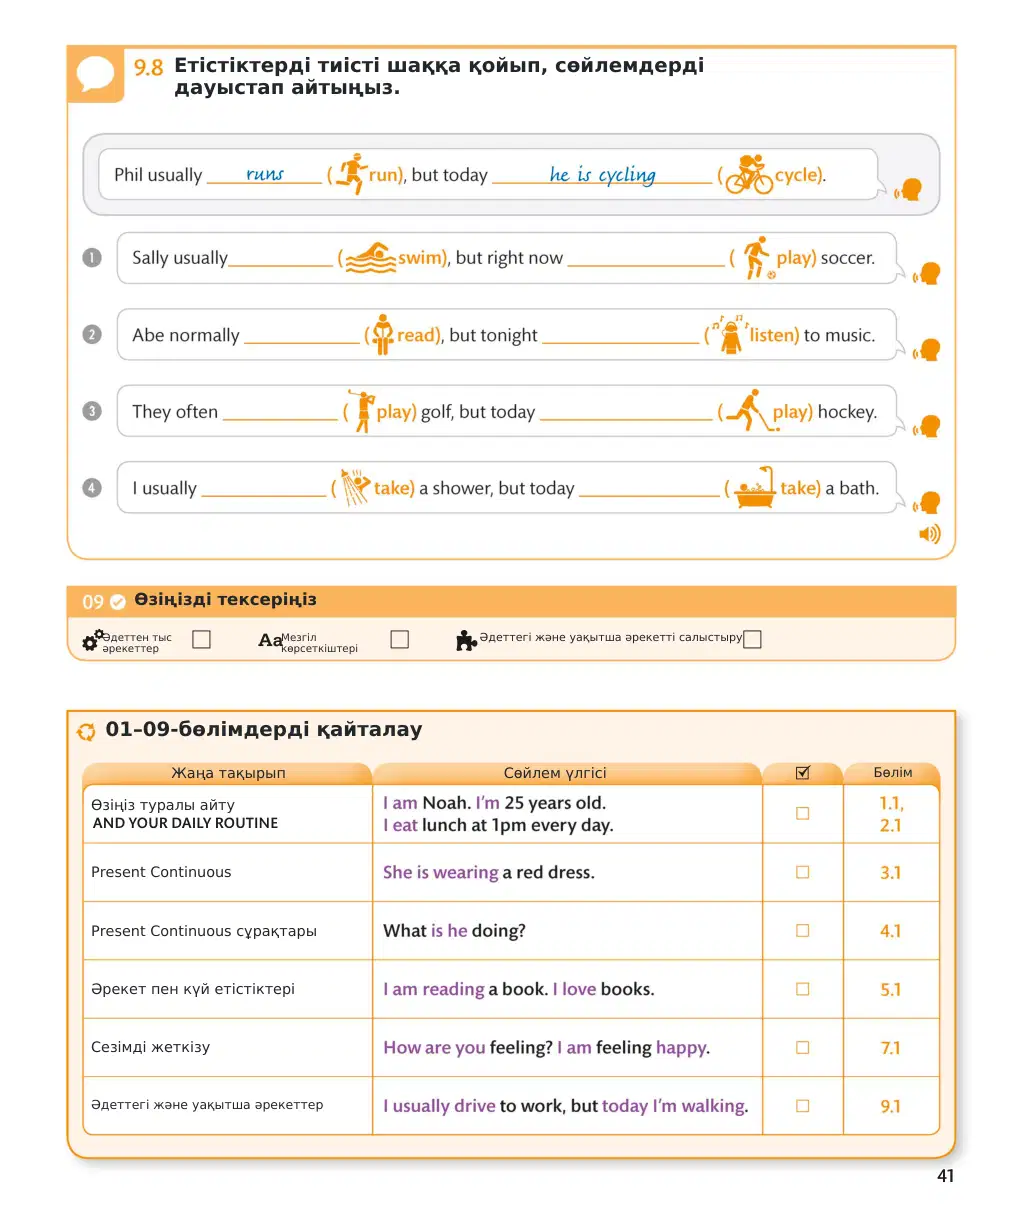 9.8 Етістіктерді тиісті шаққа қойып, сөйлемдерді
дауыстап айтыңыз.
Phil usually runs (run), but today he is cycling (cycle).
1 Sally usually (swim), but right now (play) soccer.
2 Abe normally (read), but tonight (listen) to music.
3 They often (play) golf, but today (play) hockey.
4 I usually (take) a shower, but today (take) a bath.
09 Өзіңізді тексеріңіз
Әдеттен тыс
әрекеттер
Aa Мезгіл
көрсеткіштері
Әдеттегі және уақытша әрекетті салыстыру
01–09-бөлімдерді қайталау
Жаңа тақырып Сөйлем үлгісі Бөлім
Өзіңіз туралы айту
AND YOUR DAILY ROUTINE
I am Noah. I'm 25 years old.
I eat lunch at 1pm every day.
1.1,
2.1
Present Continuous She is wearing a red dress. 3.1
Present Continuous сұрақтары What is he doing? 4.1
Әрекет пен күй етістіктері I am reading a book. I love books. 5.1
Сезімді жеткізу How are you feeling? I am feeling happy. 7.1
Әдеттегі және уақытша әрекеттер I usually drive to work, but today I'm walking. 9.1
41